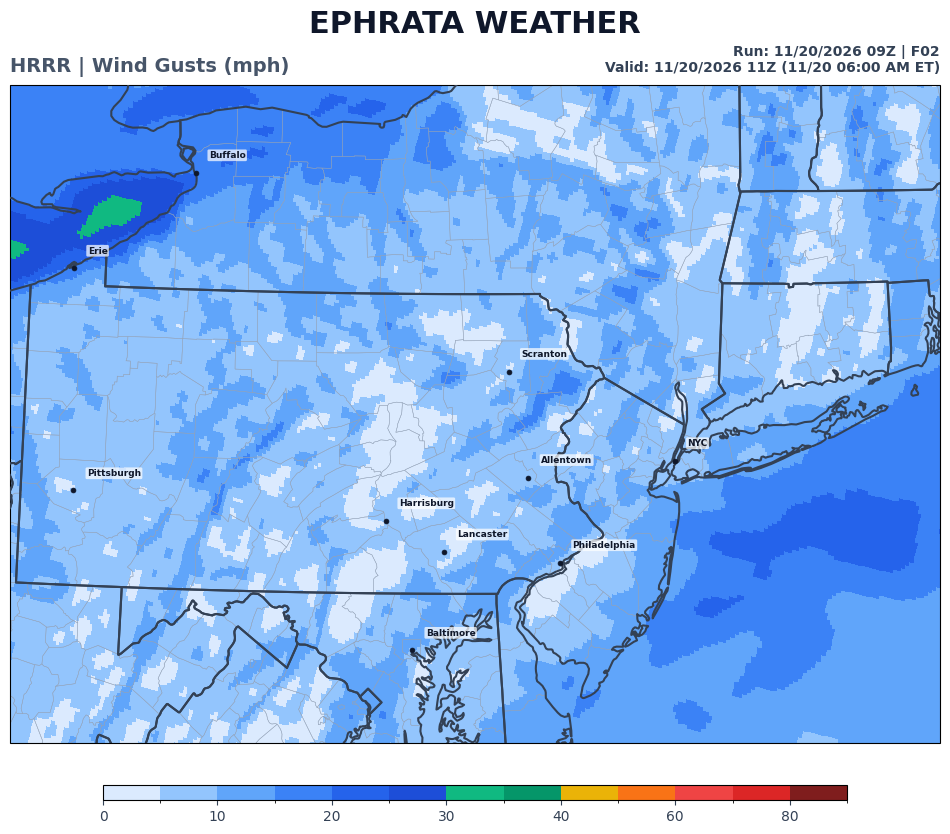 EPHRATA WEATHER
HRRR | Wind Gusts (mph)
Run: 11/20/2026 09Z | F02
Valid: 11/20/2026 11Z (11/20 06:00 AM ET)
Buffalo
Erie
Scranton
NYC
Allentown
Pittsburgh
Harrisburg
Lancaster
Philadelphia
Baltimore
0 10 20 30 40 50 60 70 80